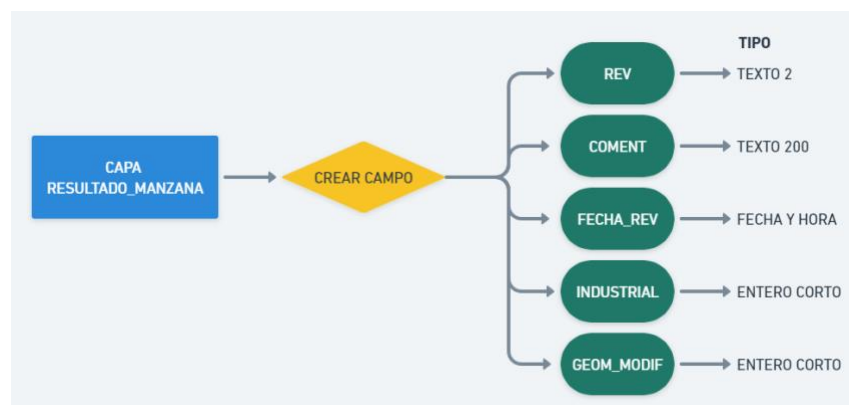 TIPO
REV
TEXTO 2
COMENT
TEXTO 200
CAPA
RESULTADO_MANZANA
CREAR CAMPO
FECHA_REV
FECHA Y HORA
INDUSTRIAL
ENTERO CORTO
GEOM_MODIF
ENTERO CORTO